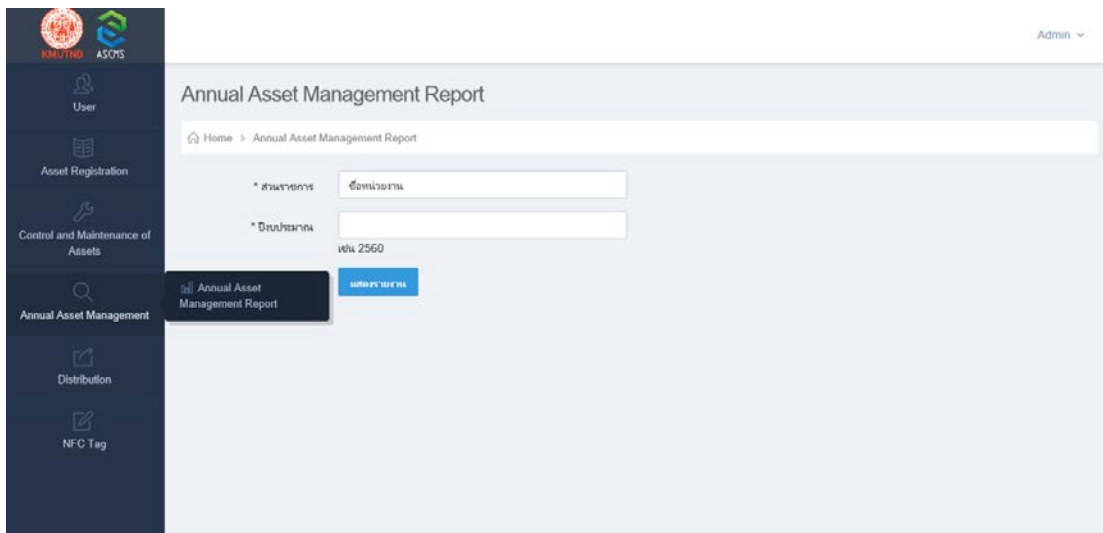 KMUTNB ASCMS
Admin
User
Asset Registration
Control and Maintenance of
Assets
Annual Asset Management
Distribution
NFC Tag
Annual Asset Management Report
Home > Annual Asset Management Report
* ส่วนราชการ ชื่อหน่วยงาน
* ปีงบประมาณ
เช่น 2560
แสดงรายงาน
Annual Asset
Management Report